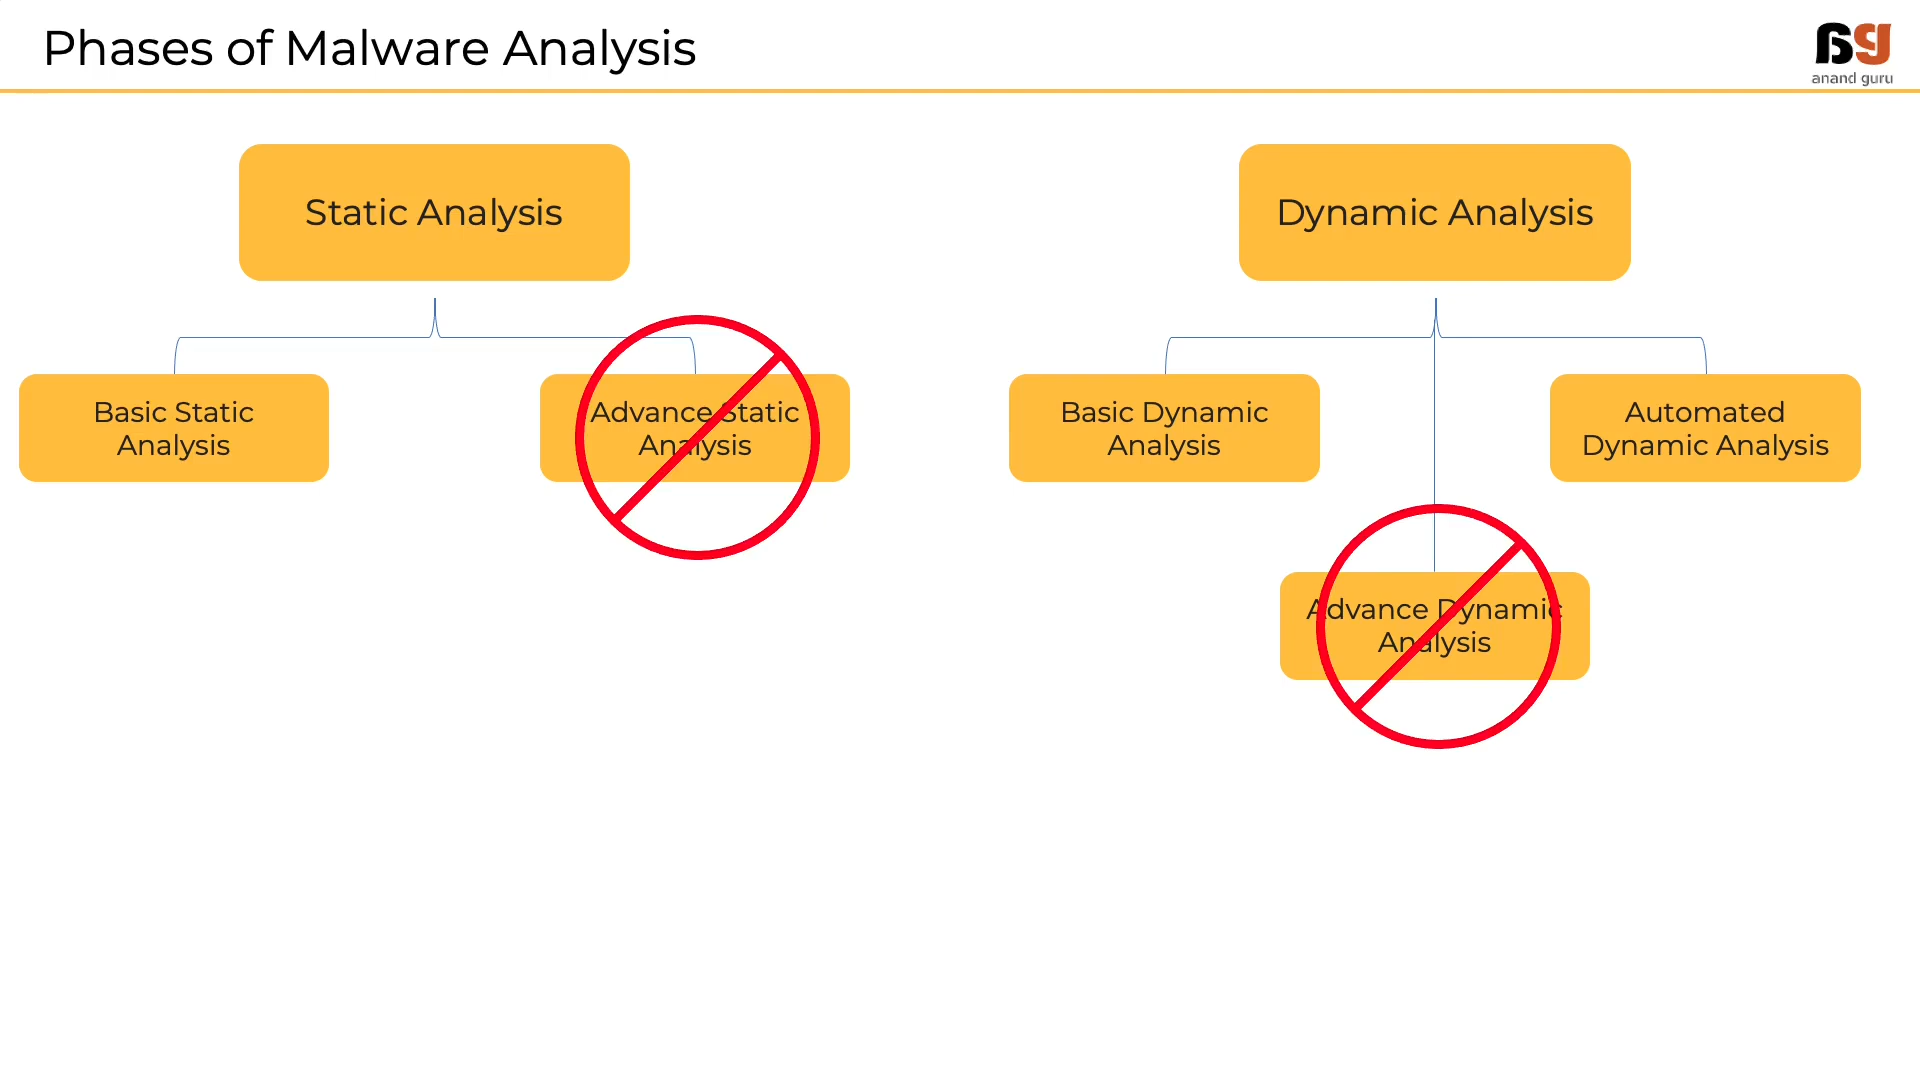 Phases of Malware Analysis
anand guru
Static Analysis
Dynamic Analysis
Basic Static
Analysis
Advance Static
Analysis
Basic Dynamic
Analysis
Automated
Dynamic Analysis
Advance Dynamic
Analysis